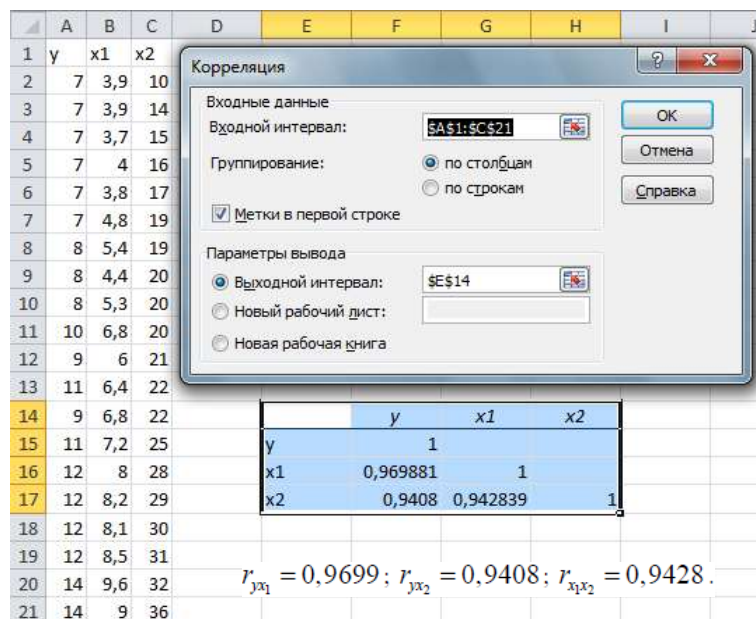 A B C D E F G H I J
1 y x1 x2
2 7 3,9 10
3 7 3,9 14
4 7 3,7 15
5 7 4 16
6 7 3,8 17
7 7 4,8 19
8 8 5,4 19
9 8 4,4 20
10 8 5,3 20
11 10 6,8 20
12 9 6 21
13 11 6,4 22
14 9 6,8 22 y x1 x2
15 11 7,2 25 y 1
16 12 8 28 x1 0,969881 1
17 12 8,2 29 x2 0,9408 0,942839 1
18 12 8,1 30
19 12 8,5 31
20 14 9,6 32
21 14 9 36
Корреляция
Входные данные
Входной интервал: $A$1:$C$21
Группирование: по столбцам
по строкам
Метки в первой строке
Параметры вывода
Выходной интервал: $E$14
Новый рабочий лист:
Новая рабочая книга
? X
OK
Отмена
Справка
r_{yx_1} = 0,9699; r_{yx_2} = 0,9408; r_{x_1x_2} = 0,9428.